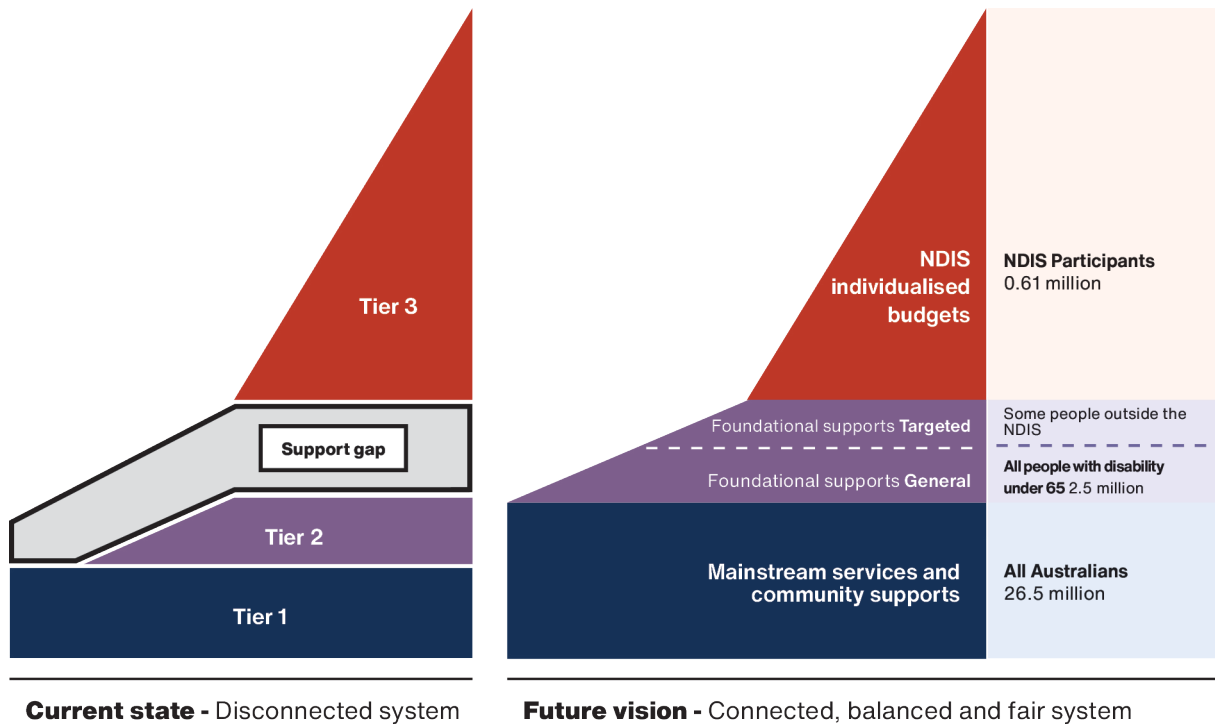 Tier 3
Support gap
Tier 2
Tier 1
Current state - Disconnected system
NDIS
individualised
budgets
NDIS Participants
0.61 million
Foundational supports Targeted
Some people outside the
NDIS
Foundational supports General
All people with disability
under 65 2.5 million
Mainstream services and
community supports
All Australians
26.5 million
Future vision - Connected, balanced and fair system